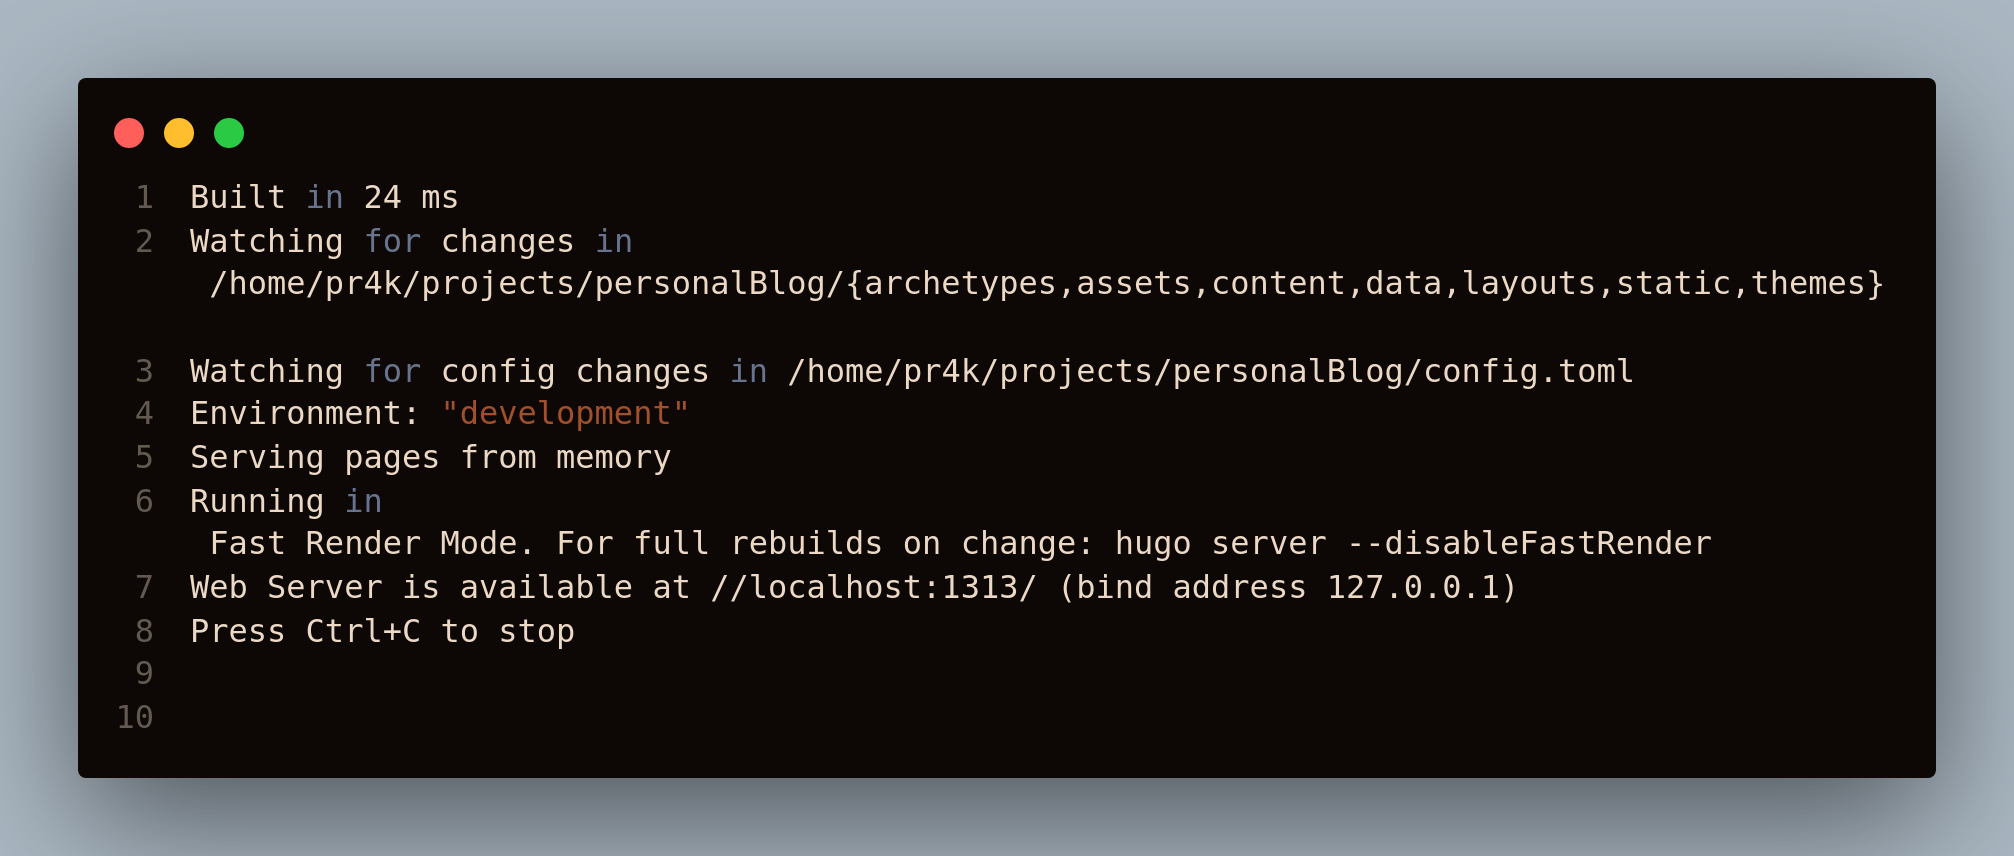 1 Built in 24 ms
2 Watching for changes in
/home/pr4k/projects/personalBlog/{archetypes,assets,content,data,layouts,static,themes}
3 Watching for config changes in /home/pr4k/projects/personalBlog/config.toml
4 Environment: "development"
5 Serving pages from memory
6 Running in
Fast Render Mode. For full rebuilds on change: hugo server --disableFastRender
7 Web Server is available at //localhost:1313/ (bind address 127.0.0.1)
8 Press Ctrl+C to stop
9
10